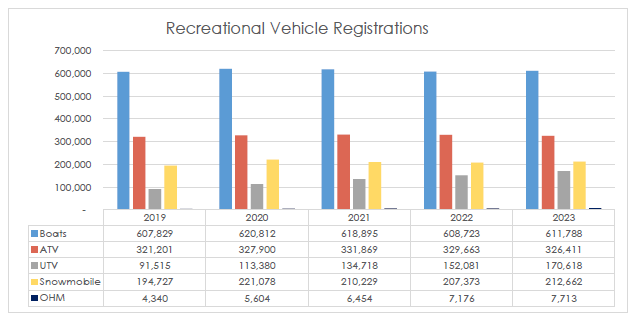 Recreational Vehicle Registrations
700,000
600,000
500,000
400,000
300,000
200,000
100,000
-
2019 2020 2021 2022 2023
Boats 607,829 620,812 618,895 608,723 611,788
ATV 321,201 327,900 331,869 329,663 326,411
UTV 91,515 113,380 134,718 152,081 170,618
Snowmobile 194,727 221,078 210,229 207,373 212,662
OHM 4,340 5,604 6,454 7,176 7,713